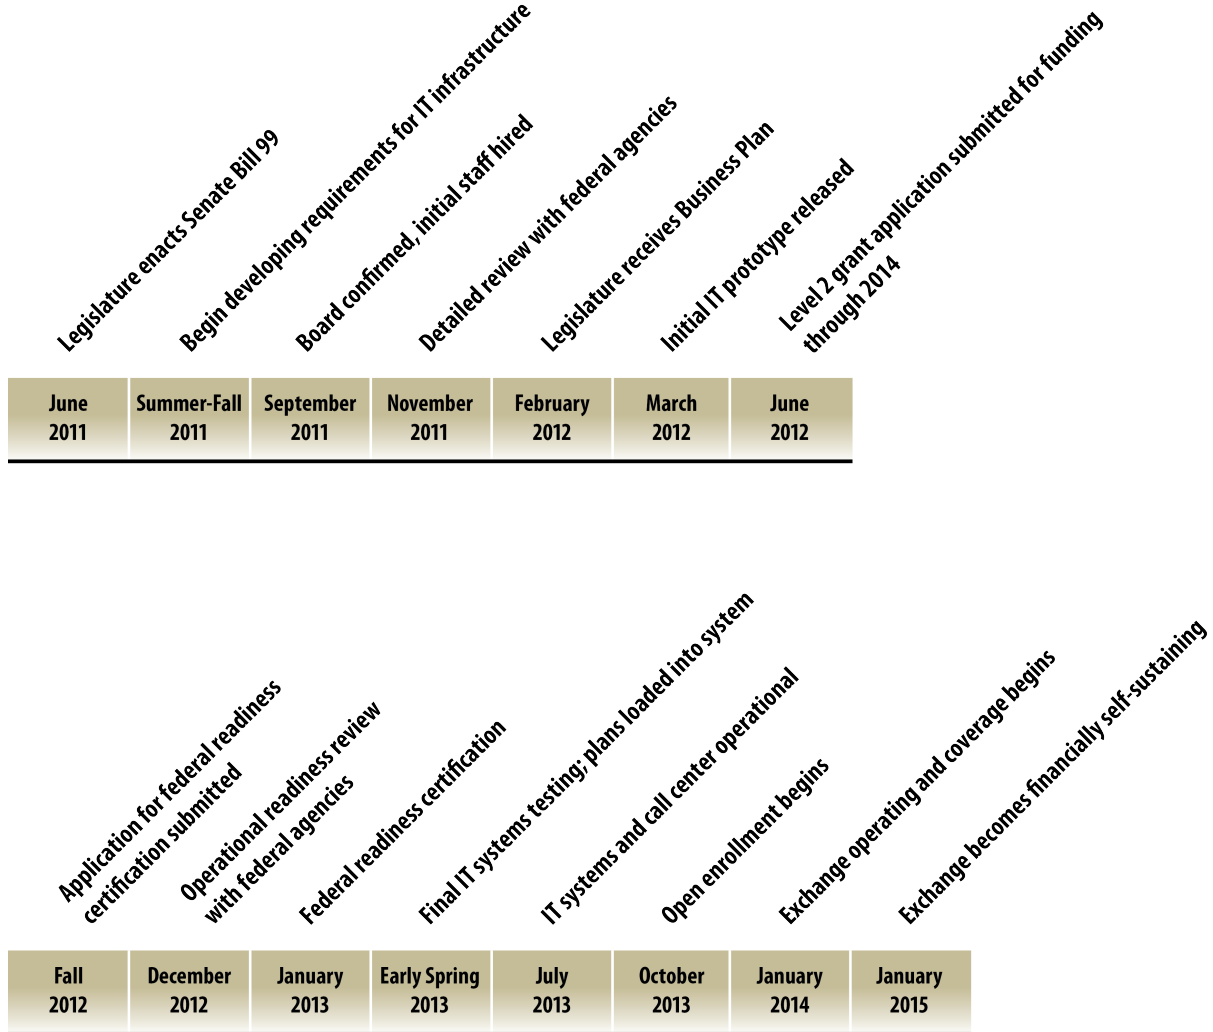 Legislature enacts Senate Bill 99
Begin developing requirements for IT infrastructure
Board confirmed, initial staff hired
Detailed review with federal agencies
Legislature receives Business Plan
Initial IT prototype released
Level 2 grant application submitted for funding
through 2014
June
2011
Summer-Fall
2011
September
2011
November
2011
February
2012
March
2012
June
2012
Application for federal readiness
certification submitted
Operational readiness review
with federal agencies
Federal readiness certification
Final IT systems testing; plans loaded into system
IT systems and call center operational
Open enrollment begins
Exchange operating and coverage begins
Exchange becomes financially self-sustaining
Fall
2012
December
2012
January
2013
Early Spring
2013
July
2013
October
2013
January
2014
January
2015